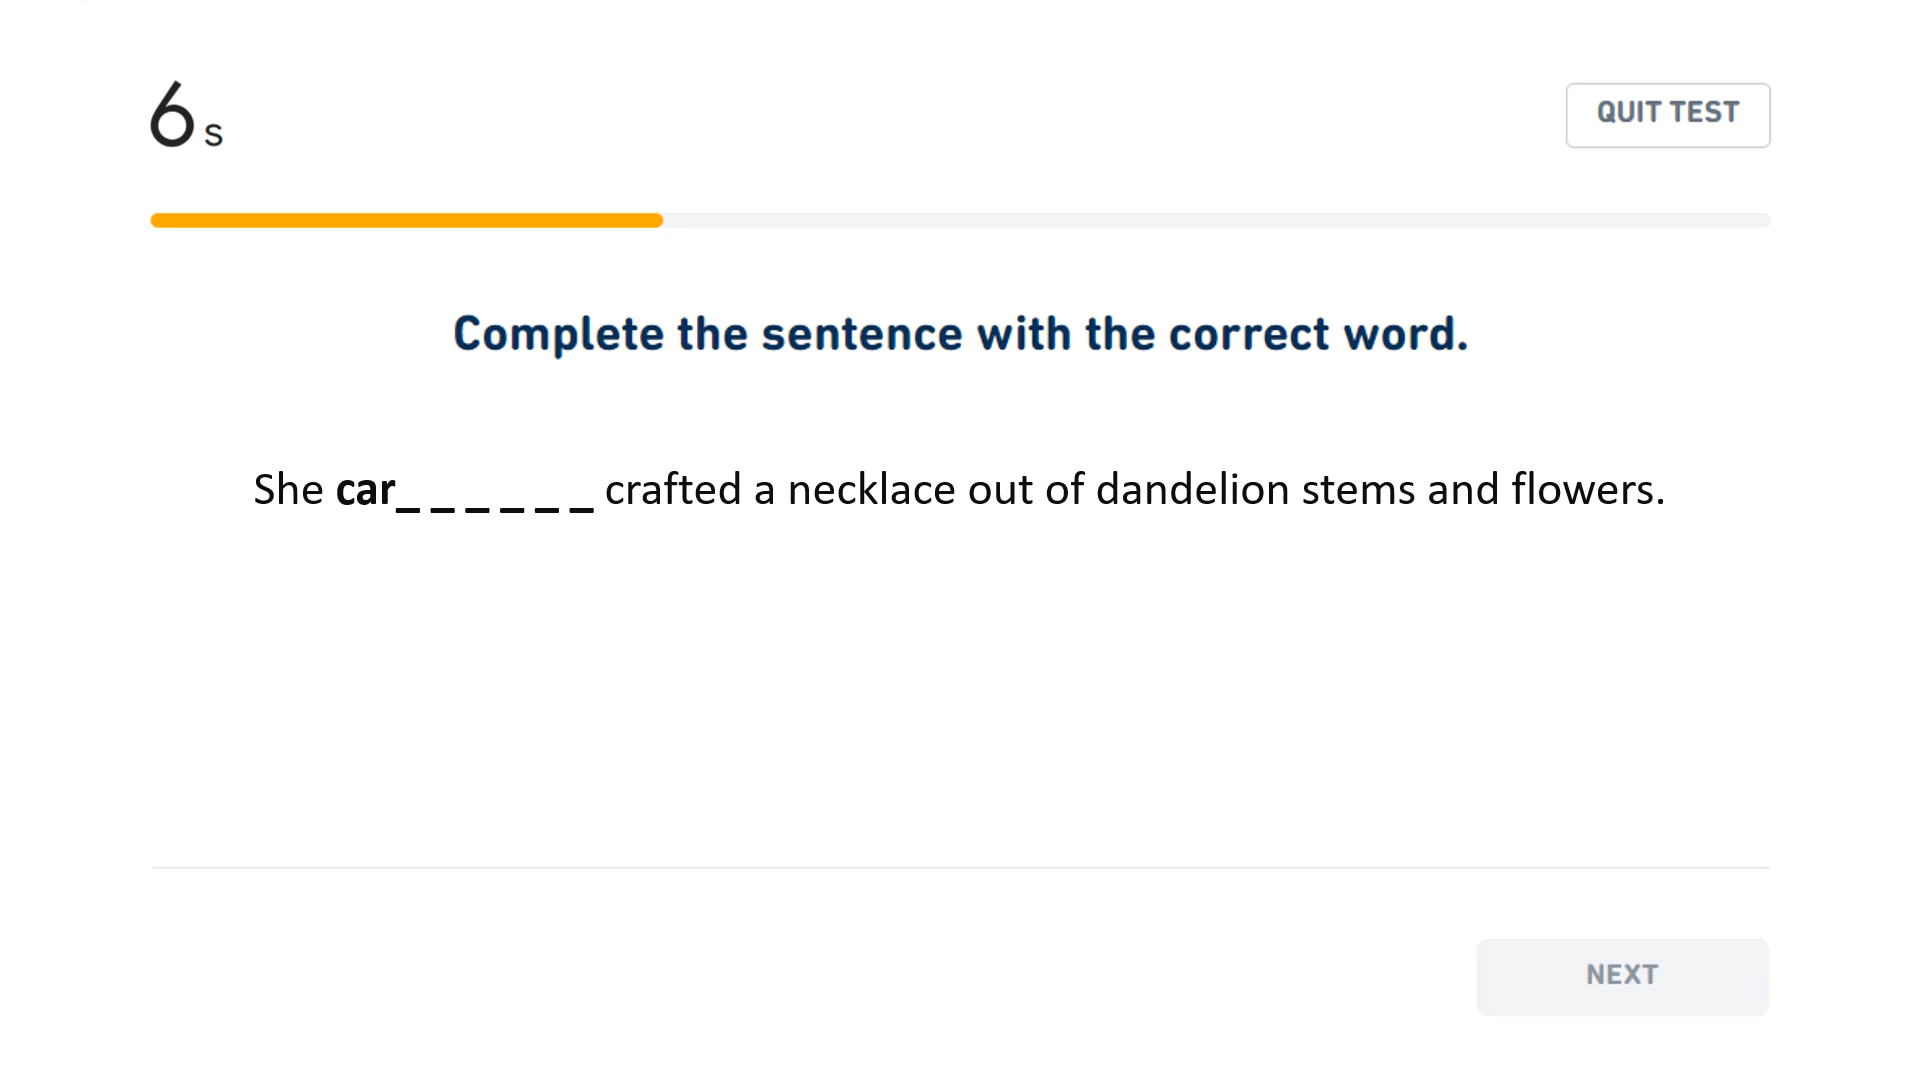 6 s
QUIT TEST
Complete the sentence with the correct word.
She car_ _ _ _ _ _ crafted a necklace out of dandelion stems and flowers.
NEXT